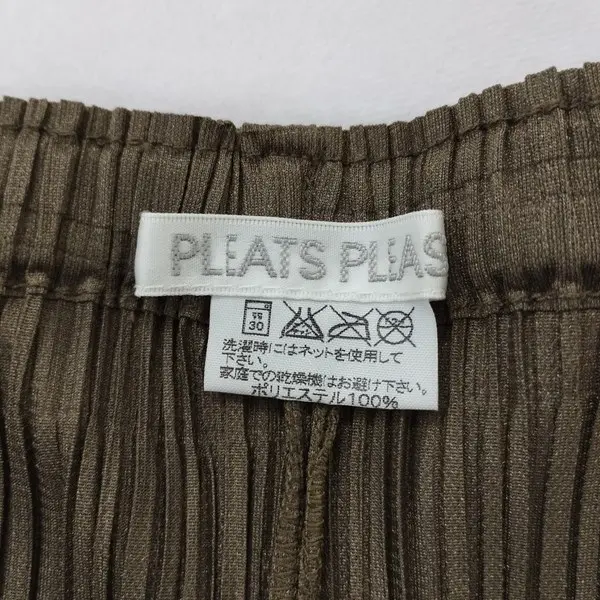 PLEATS PLEAS
弱
30
洗濯時にはネットを使用して
下さい。
家庭での乾燥機はお避け下さい。
ポリエステル100%